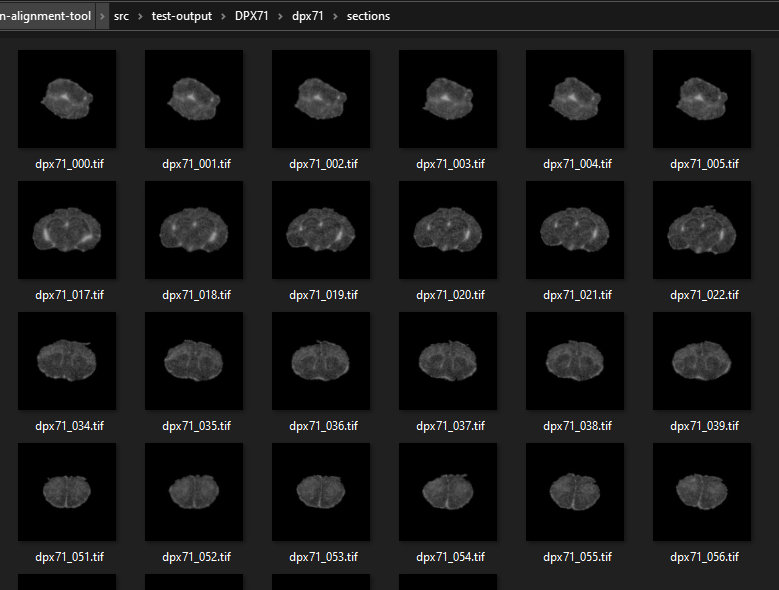 n-alignment-tool > src > test-output > DPX71 > dpx71 > sections
dpx71_000.tif dpx71_001.tif dpx71_002.tif dpx71_003.tif dpx71_004.tif dpx71_005.tif
dpx71_017.tif dpx71_018.tif dpx71_019.tif dpx71_020.tif dpx71_021.tif dpx71_022.tif
dpx71_034.tif dpx71_035.tif dpx71_036.tif dpx71_037.tif dpx71_038.tif dpx71_039.tif
dpx71_051.tif dpx71_052.tif dpx71_053.tif dpx71_054.tif dpx71_055.tif dpx71_056.tif